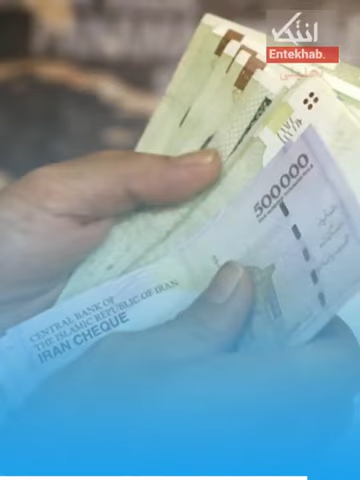 انتخاب
Entekhab.
500000
CENTRAL BANK OF
THE ISLAMIC REPUBLIC OF IRAN
IRAN CHEQUE